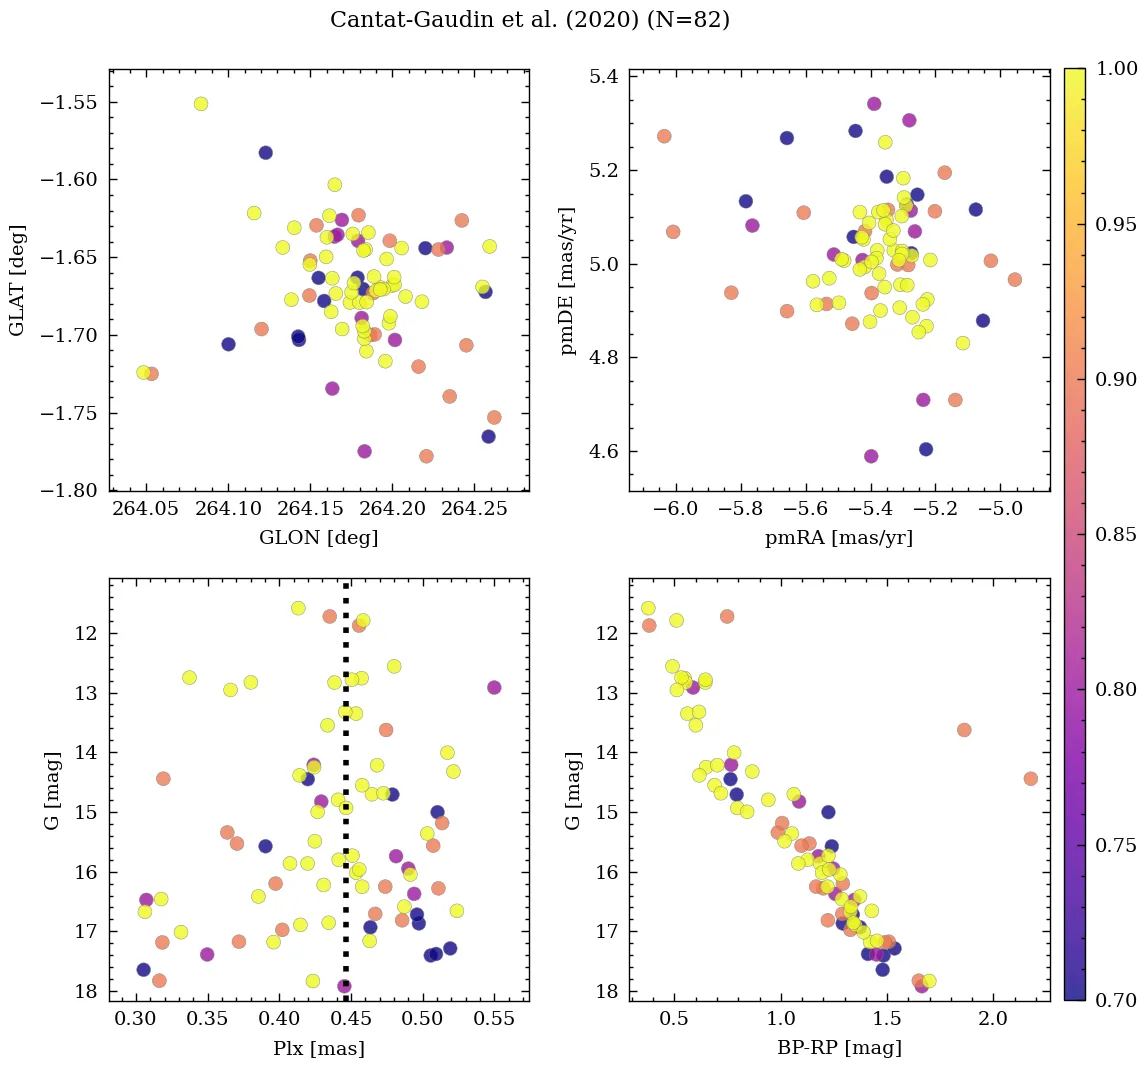 Cantat-Gaudin et al. (2020) (N=82)
−1.55
−1.60
−1.65
−1.70
−1.75
−1.80
GLAT [deg]
264.05 264.10 264.15 264.20 264.25
GLON [deg]
5.4
5.2
5.0
4.8
4.6
pmDE [mas/yr]
−6.0 −5.8 −5.6 −5.4 −5.2 −5.0
pmRA [mas/yr]
12
13
14
15
16
17
18
G [mag]
0.30 0.35 0.40 0.45 0.50 0.55
Plx [mas]
12
13
14
15
16
17
18
G [mag]
0.5 1.0 1.5 2.0
BP-RP [mag]
1.00
0.95
0.90
0.85
0.80
0.75
0.70